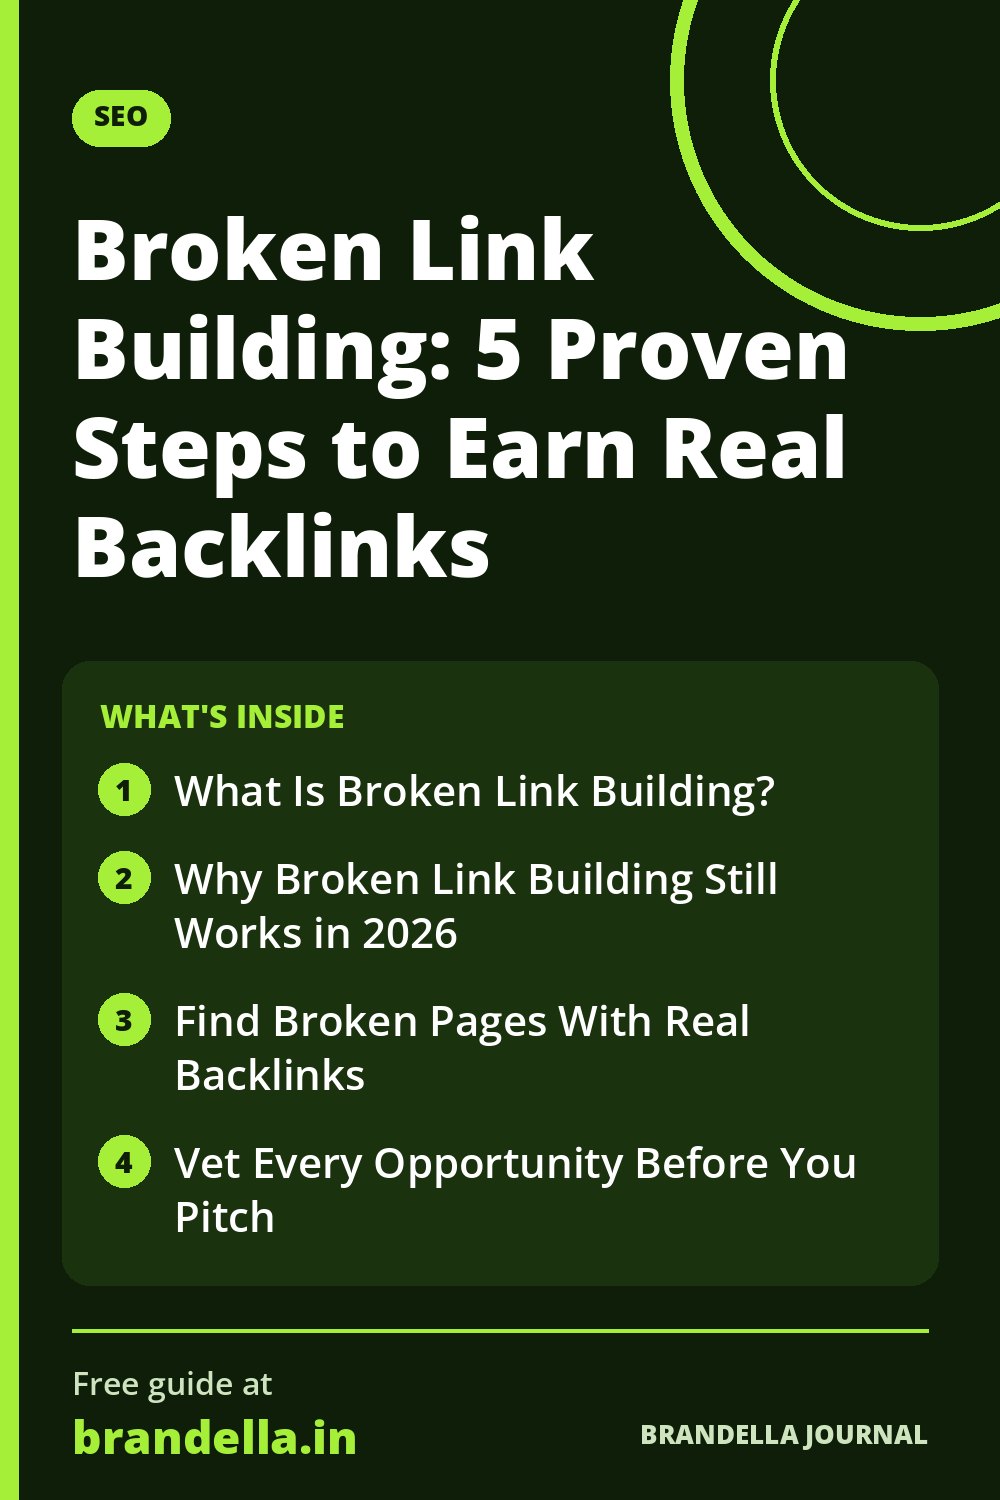 SEO
Broken Link
Building: 5 Proven
Steps to Earn Real
Backlinks
WHAT'S INSIDE
1 What Is Broken Link Building?
2 Why Broken Link Building Still
Works in 2026
3 Find Broken Pages With Real
Backlinks
4 Vet Every Opportunity Before You
Pitch
Free guide at
brandella.in
BRANDELLA JOURNAL